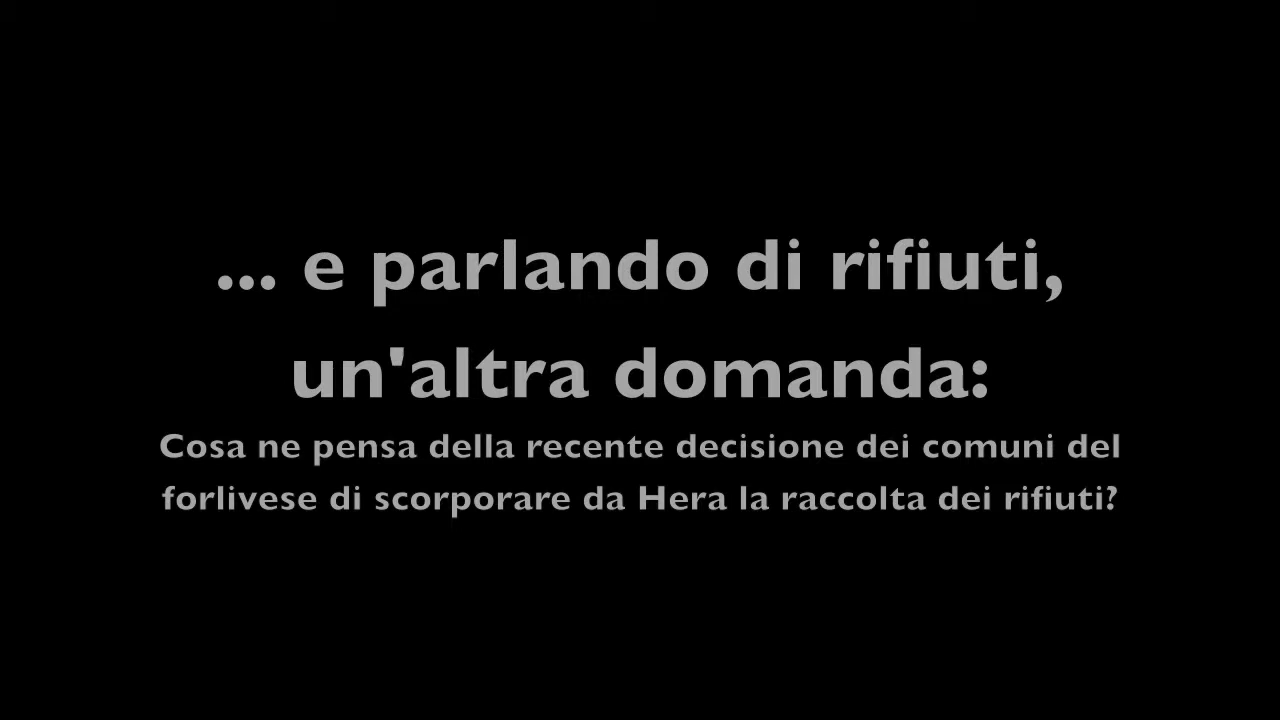 ... e parlando di rifiuti,
un'altra domanda:
Cosa ne pensa della recente decisione dei comuni del
forlivese di scorporare da Hera la raccolta dei rifiuti?